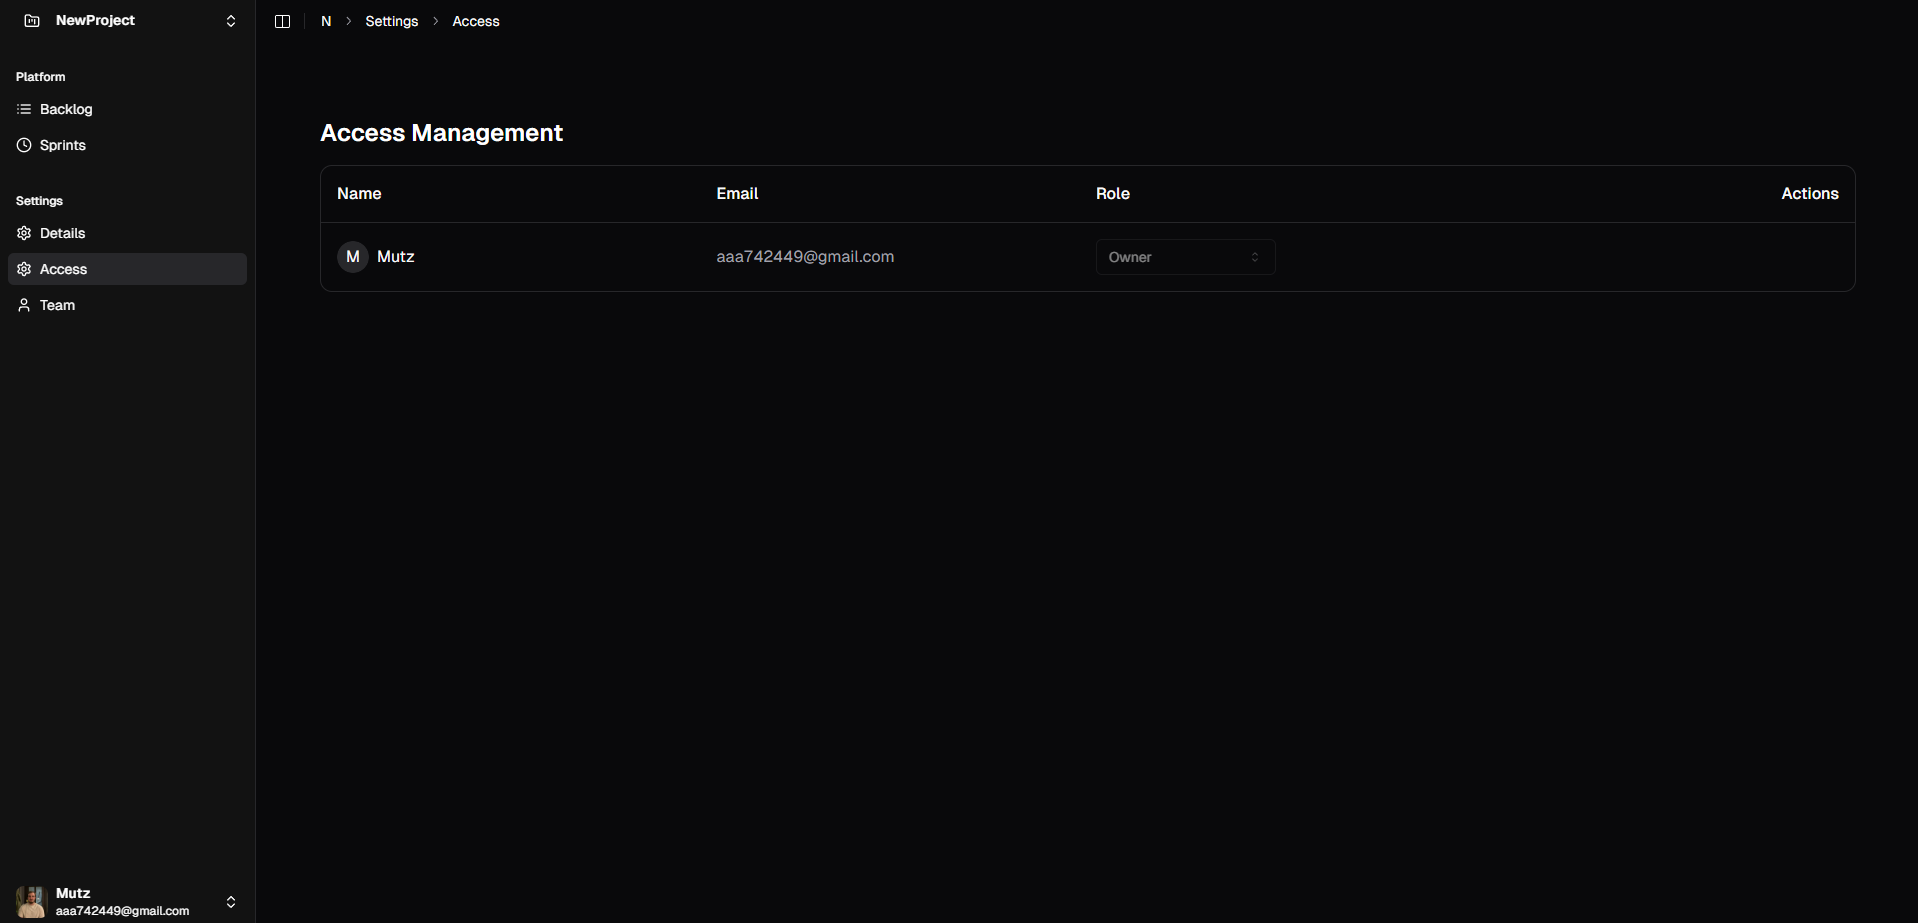 NewProject
N > Settings > Access
Platform
Backlog
Sprints
Settings
Details
Access
Team
Access Management
Name Email Role Actions
M Mutz aaa742449@gmail.com Owner
Mutz
aaa742449@gmail.com